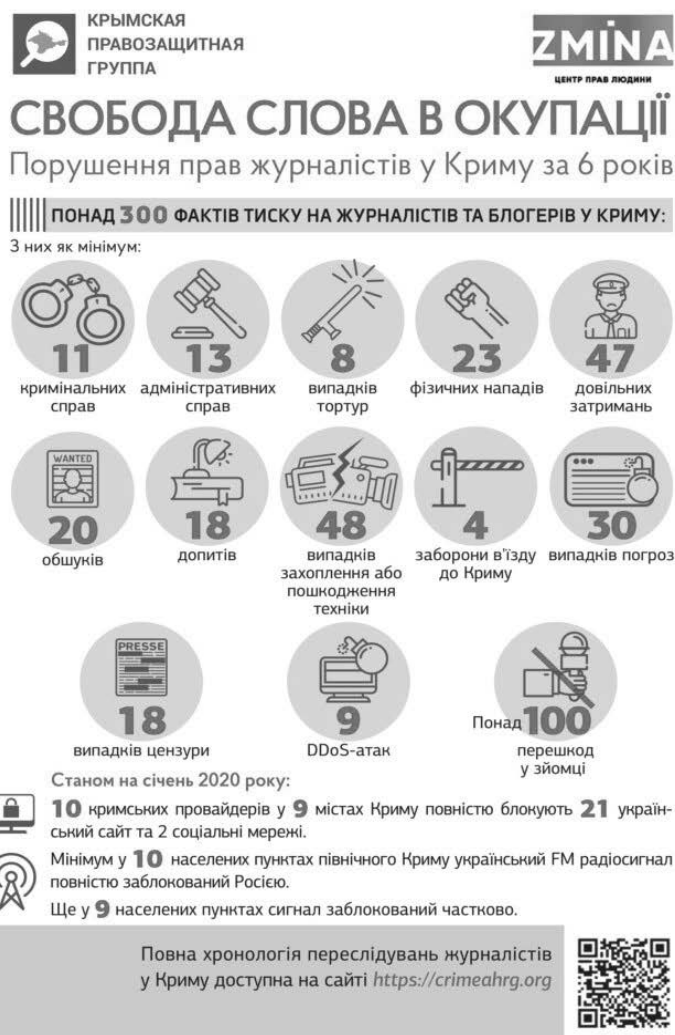 КРЫМСКАЯ
ПРАВОЗАЩИТНАЯ
ГРУППА
ZMINA
ЦЕНТР ПРАВ ЛЮДИНИ
СВОБОДА СЛОВА В ОКУПАЦІЇ
Порушення прав журналістів у Криму за 6 років
ПОНАД 300 ФАКТІВ ТИСКУ НА ЖУРНАЛІСТІВ ТА БЛОГЕРІВ У КРИМУ:
З них як мінімум:
11
кримінальних
справ
13
адміністративних
справ
8
випадків
тортур
23
фізичних нападів
47
довільних
затримань
WANTED
20
обшуків
18
допитів
48
випадків
захоплення або
пошкодження
техніки
4
заборони в'їзду
до Криму
30
випадків погроз
PRESSE
18
випадків цензури
9
DDoS-атак
Понад 100
перешкод
у зйомці
Станом на січень 2020 року:
10 кримських провайдерів у 9 містах Криму повністю блокують 21 україн-
ський сайт та 2 соціальні мережі.
Мінімум у 10 населених пунктах північного Криму український FM радіосигнал
повністю заблокований Росією.
Ще у 9 населених пунктах сигнал заблокований частково.
Повна хронологія переслідувань журналістів
у Криму доступна на сайті https://crimeahrg.org